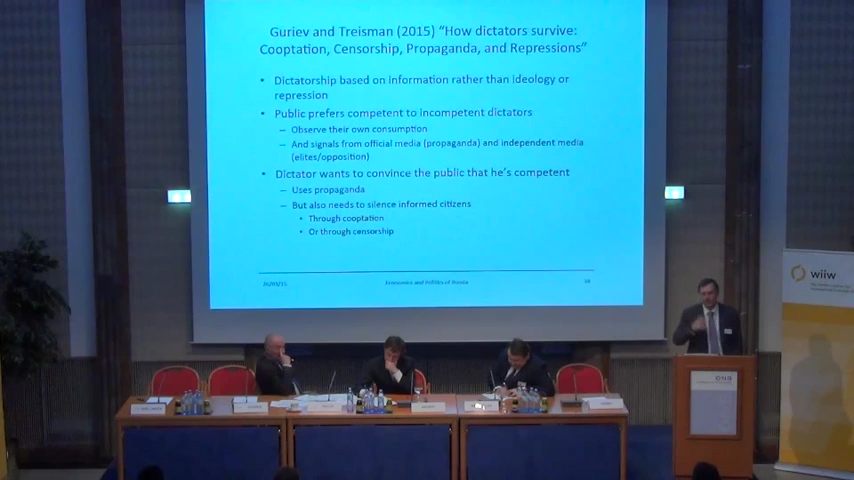 Guriev and Treisman (2015) "How dictators survive:
Cooptation, Censorship, Propaganda, and Repressions"
• Dictatorship based on information rather than ideology or
repression
• Public prefers competent to incompetent dictators
– Observe their own consumption
– And signals from official media (propaganda) and independent media
(elites/opposition)
• Dictator wants to convince the public that he's competent
– Uses propaganda
– But also needs to silence informed citizens
• Through cooptation
• Or through censorship
Economics and Politics of Russia
wiiw